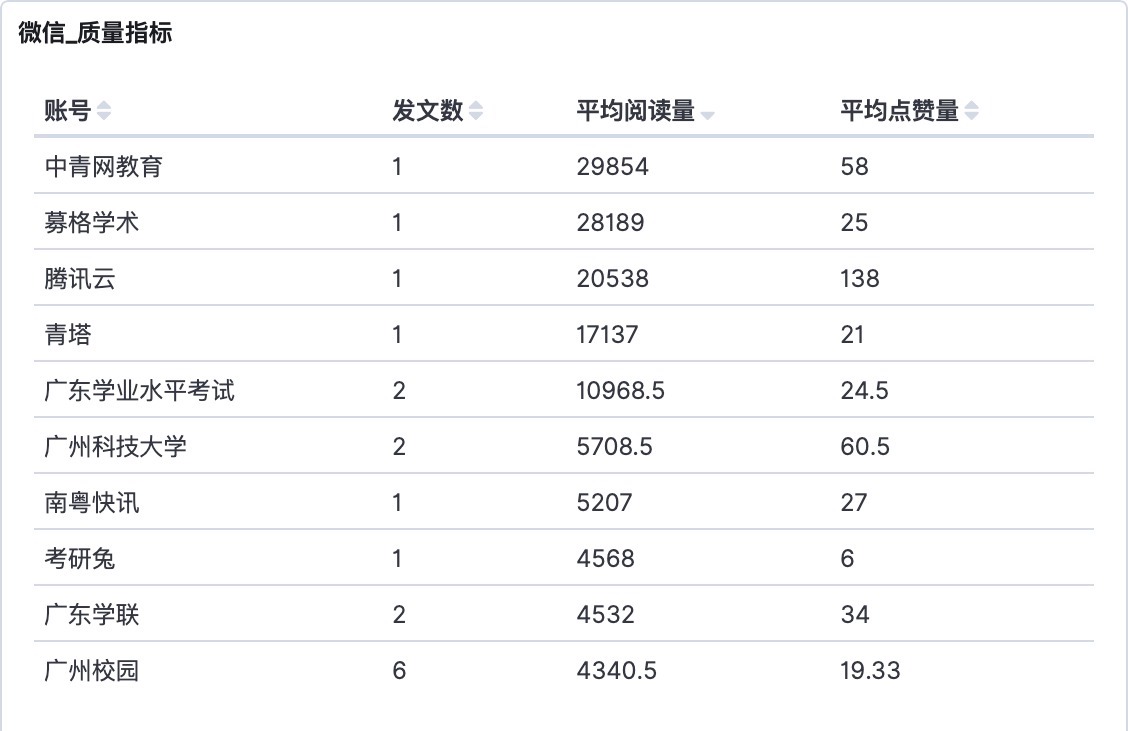 微信_质量指标
账号 发文数 平均阅读量 平均点赞量
中青网教育 1 29854 58
募格学术 1 28189 25
腾讯云 1 20538 138
青塔 1 17137 21
广东学业水平考试 2 10968.5 24.5
广州科技大学 2 5708.5 60.5
南粤快讯 1 5207 27
考研兔 1 4568 6
广东学联 2 4532 34
广州校园 6 4340.5 19.33